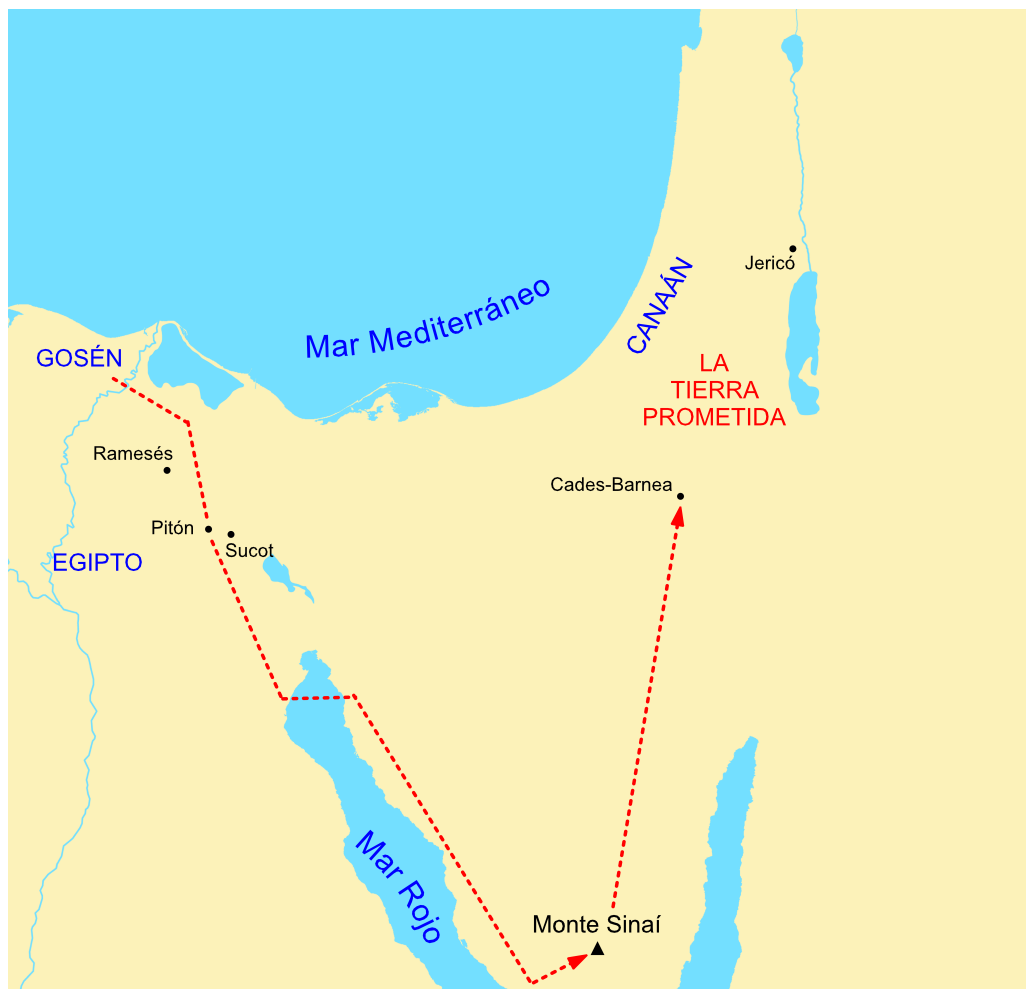 Jericó
CANAÁN
Mar Mediterráneo
GOSÉN
LA
TIERRA
PROMETIDA
Ramesés
Cades-Barnea
Pitón
Sucot
EGIPTO
Mar Rojo
Monte Sinaí